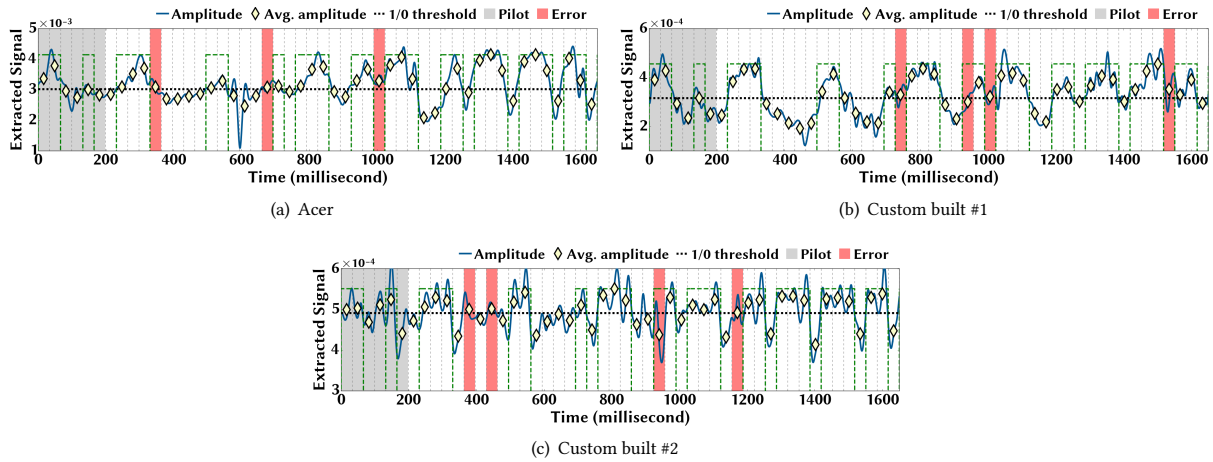 Amplitude Avg. amplitude 1/0 threshold Pilot Error
5 ×10⁻³
4
3
2
1
Extracted Signal
0 200 400 600 800 1000 1200 1400 1600
Time (millisecond)
(a) Acer
Amplitude Avg. amplitude 1/0 threshold Pilot Error
6 ×10⁻⁴
4
2
Extracted Signal
0 200 400 600 800 1000 1200 1400 1600
Time (millisecond)
(b) Custom built #1
Amplitude Avg. amplitude 1/0 threshold Pilot Error
6 ×10⁻⁴
5
4
3
Extracted Signal
0 200 400 600 800 1000 1200 1400 1600
Time (millisecond)
(c) Custom built #2